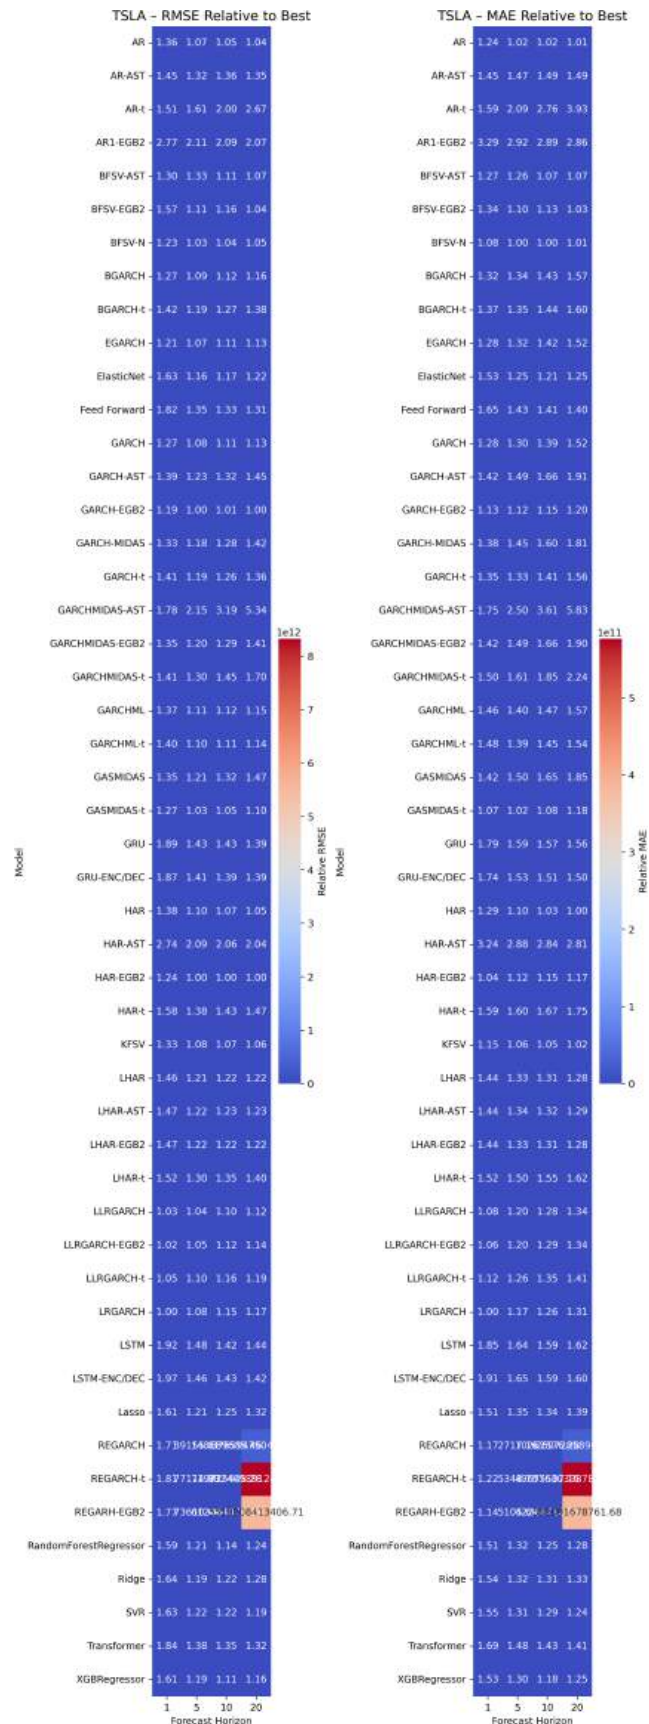 TSLA – RMSE Relative to Best
AR 1.36 1.07 1.05 1.04
AR-AST 1.45 1.32 1.36 1.35
AR-t 1.51 1.61 2.00 2.67
AR1-EGB2 2.77 2.11 2.09 2.07
BFSV-AST 1.30 1.33 1.11 1.07
BFSV-EGB2 1.57 1.11 1.16 1.04
BFSV-N 1.23 1.03 1.04 1.05
BGARCH 1.27 1.09 1.12 1.16
BGARCH-t 1.42 1.19 1.27 1.38
EGARCH 1.21 1.07 1.11 1.13
ElasticNet 1.63 1.16 1.17 1.22
Feed Forward 1.82 1.35 1.33 1.31
GARCH 1.27 1.08 1.11 1.13
GARCH-AST 1.39 1.23 1.32 1.45
GARCH-EGB2 1.19 1.00 1.01 1.00
GARCH-MIDAS 1.33 1.18 1.28 1.42
GARCH-t 1.41 1.19 1.26 1.36
GARCHMIDAS-AST 1.78 2.15 3.19 5.34
GARCHMIDAS-EGB2 1.35 1.20 1.29 1.41
GARCHMIDAS-t 1.41 1.30 1.45 1.70
GARCHML 1.37 1.11 1.12 1.15
GARCHML-t 1.40 1.10 1.11 1.14
GASMIDAS 1.35 1.21 1.32 1.47
GASMIDAS-t 1.27 1.03 1.05 1.10
GRU 1.89 1.43 1.43 1.39
GRU-ENC/DEC 1.87 1.41 1.39 1.39
HAR 1.38 1.10 1.07 1.05
HAR-AST 2.74 2.09 2.06 2.04
HAR-EGB2 1.24 1.00 1.00 1.00
HAR-t 1.58 1.38 1.43 1.47
KFSV 1.33 1.08 1.07 1.06
LHAR 1.46 1.21 1.22 1.22
LHAR-AST 1.47 1.22 1.23 1.23
LHAR-EGB2 1.47 1.22 1.22 1.22
LHAR-t 1.52 1.30 1.35 1.40
LLRGARCH 1.03 1.04 1.10 1.12
LLRGARCH-EGB2 1.02 1.05 1.12 1.14
LLRGARCH-t 1.05 1.10 1.16 1.19
LRGARCH 1.00 1.08 1.15 1.17
LSTM 1.92 1.48 1.42 1.44
LSTM-ENC/DEC 1.97 1.46 1.43 1.42
Lasso 1.61 1.21 1.25 1.32
REGARCH
REGARCH-t
REGARH-EGB2
RandomForestRegressor 1.59 1.21 1.14 1.24
Ridge 1.64 1.19 1.22 1.28
SVR 1.63 1.22 1.22 1.19
Transformer 1.84 1.38 1.35 1.32
XGBRegressor 1.61 1.19 1.11 1.16
1 5 10 20
Forecast Horizon
Model
1e12
8
7
6
5
4
3
2
1
0
Relative RMSE
TSLA – MAE Relative to Best
AR 1.24 1.02 1.02 1.01
AR-AST 1.45 1.47 1.49 1.49
AR-t 1.59 2.09 2.76 3.93
AR1-EGB2 3.29 2.92 2.89 2.86
BFSV-AST 1.27 1.26 1.07 1.07
BFSV-EGB2 1.34 1.10 1.13 1.03
BFSV-N 1.08 1.00 1.00 1.01
BGARCH 1.32 1.34 1.43 1.57
BGARCH-t 1.37 1.35 1.44 1.60
EGARCH 1.28 1.32 1.42 1.52
ElasticNet 1.53 1.25 1.21 1.25
Feed Forward 1.65 1.43 1.41 1.40
GARCH 1.28 1.30 1.39 1.52
GARCH-AST 1.42 1.49 1.66 1.91
GARCH-EGB2 1.13 1.12 1.15 1.20
GARCH-MIDAS 1.38 1.45 1.60 1.81
GARCH-t 1.35 1.33 1.41 1.56
GARCHMIDAS-AST 1.75 2.50 3.61 5.83
GARCHMIDAS-EGB2 1.42 1.49 1.66 1.90
GARCHMIDAS-t 1.50 1.61 1.85 2.24
GARCHML 1.46 1.40 1.47 1.57
GARCHML-t 1.48 1.39 1.45 1.54
GASMIDAS 1.42 1.50 1.65 1.85
GASMIDAS-t 1.07 1.02 1.08 1.18
GRU 1.79 1.59 1.57 1.56
GRU-ENC/DEC 1.74 1.53 1.51 1.50
HAR 1.29 1.10 1.03 1.00
HAR-AST 3.24 2.88 2.84 2.81
HAR-EGB2 1.04 1.12 1.15 1.17
HAR-t 1.59 1.60 1.67 1.75
KFSV 1.15 1.06 1.05 1.02
LHAR 1.44 1.33 1.31 1.28
LHAR-AST 1.44 1.34 1.32 1.29
LHAR-EGB2 1.44 1.33 1.31 1.28
LHAR-t 1.52 1.50 1.55 1.62
LLRGARCH 1.08 1.20 1.28 1.34
LLRGARCH-EGB2 1.06 1.20 1.29 1.34
LLRGARCH-t 1.12 1.26 1.35 1.41
LRGARCH 1.00 1.17 1.26 1.31
LSTM 1.85 1.64 1.59 1.62
LSTM-ENC/DEC 1.91 1.65 1.59 1.60
Lasso 1.51 1.35 1.34 1.39
REGARCH
REGARCH-t
REGARH-EGB2
RandomForestRegressor 1.51 1.32 1.25 1.28
Ridge 1.54 1.32 1.31 1.33
SVR 1.55 1.31 1.29 1.24
Transformer 1.69 1.48 1.43 1.41
XGBRegressor 1.53 1.30 1.18 1.25
1 5 10 20
Forecast Horizon
Model
1e11
5
4
3
2
1
0
Relative MAE